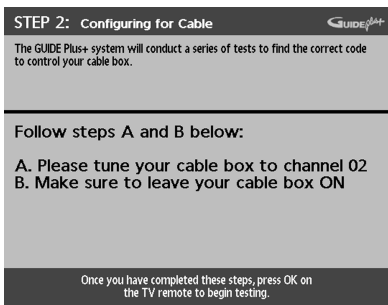 STEP 2: Configuring for Cable
GUIDE plus+
The GUIDE Plus+ system will conduct a series of tests to find the correct code
to control your cable box.
Follow steps A and B below:
A. Please tune your cable box to channel 02
B. Make sure to leave your cable box ON
Once you have completed these steps, press OK on
the TV remote to begin testing.